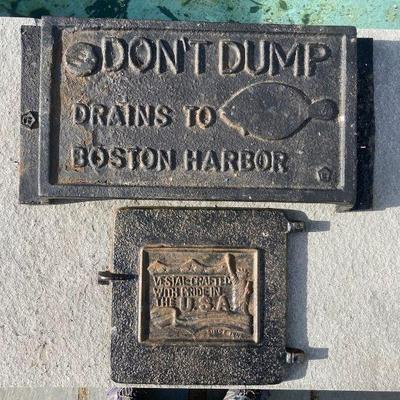 DON'T DUMP
DRAINS TO
BOSTON HARBOR
VESTAL-CRAFTED
WITH PRIDE IN
THE U.S.A.